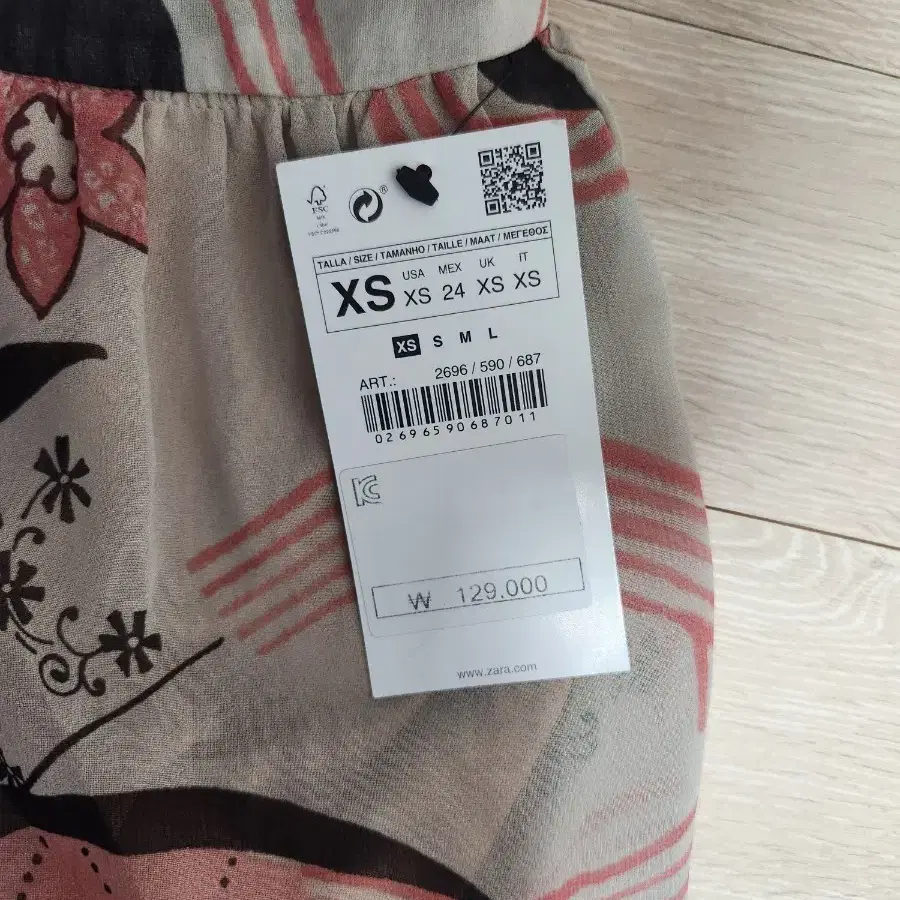 FSC
®
TALLA / SIZE / TAMANHO / TAILLE / MAAT / ΜΕΓΕΘΟΣ
XS USA XS MEX 24 UK XS IT XS
XS S M L
ART.: 2696 / 590 / 687
02696590687011
₩ 129.000
www.zara.com